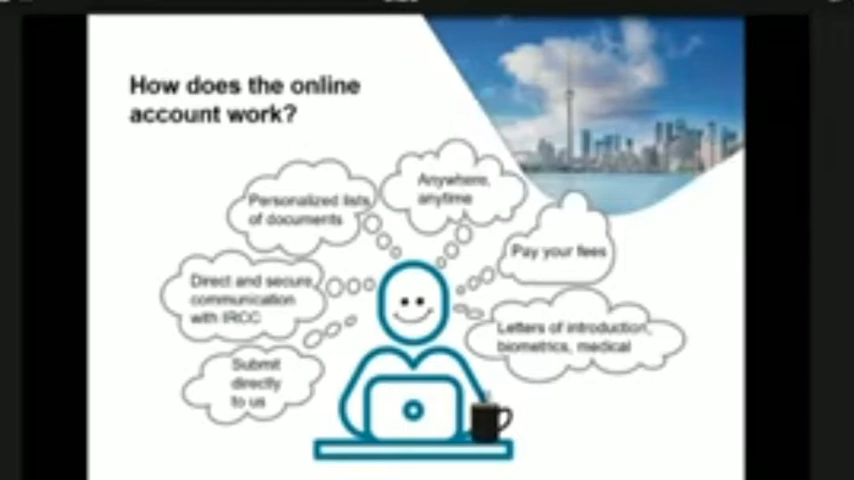 How does the online
account work?
Anywhere,
anytime
Personalized lists
of documents
Pay your fees
Direct and secure
communication
with IRCC
Letters of introduction,
biometrics, medical
Submit
directly
to us